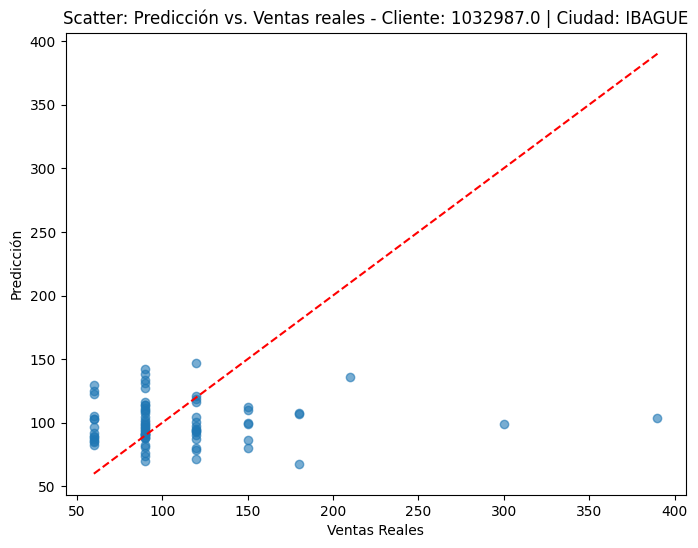 Scatter: Predicción vs. Ventas reales - Cliente: 1032987.0 | Ciudad: IBAGUE
400
350
300
250
200
150
100
50
Predicción
50 100 150 200 250 300 350 400
Ventas Reales